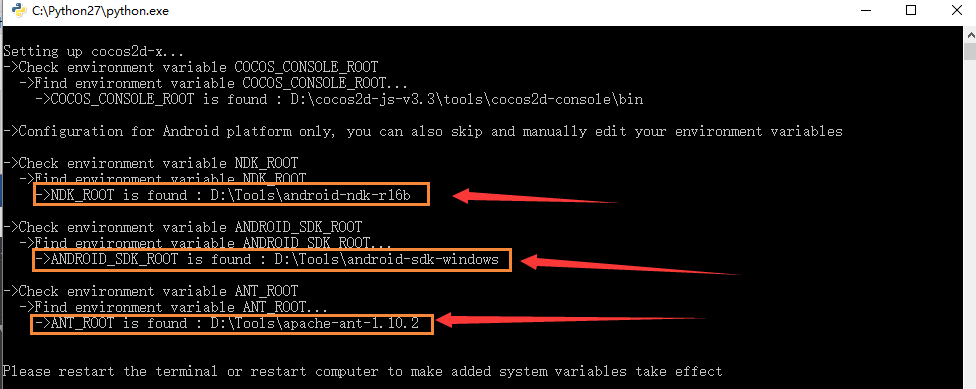 C:\Python27\python.exe
Setting up cocos2d-x...
->Check environment variable COCOS_CONSOLE_ROOT
->Find environment variable COCOS_CONSOLE_ROOT...
->COCOS_CONSOLE_ROOT is found : D:\cocos2d-js-v3.3\tools\cocos2d-console\bin
->Configuration for Android platform only, you can also skip and manually edit your environment variables
->Check environment variable NDK_ROOT
->Find environment variable NDK_ROOT
->NDK_ROOT is found : D:\Tools\android-ndk-r16b
->Check environment variable ANDROID_SDK_ROOT
->Find environment variable ANDROID_SDK_ROOT...
->ANDROID_SDK_ROOT is found : D:\Tools\android-sdk-windows
->Check environment variable ANT_ROOT
->Find environment variable ANT_ROOT...
->ANT_ROOT is found : D:\Tools\apache-ant-1.10.2
Please restart the terminal or restart computer to make added system variables take effect